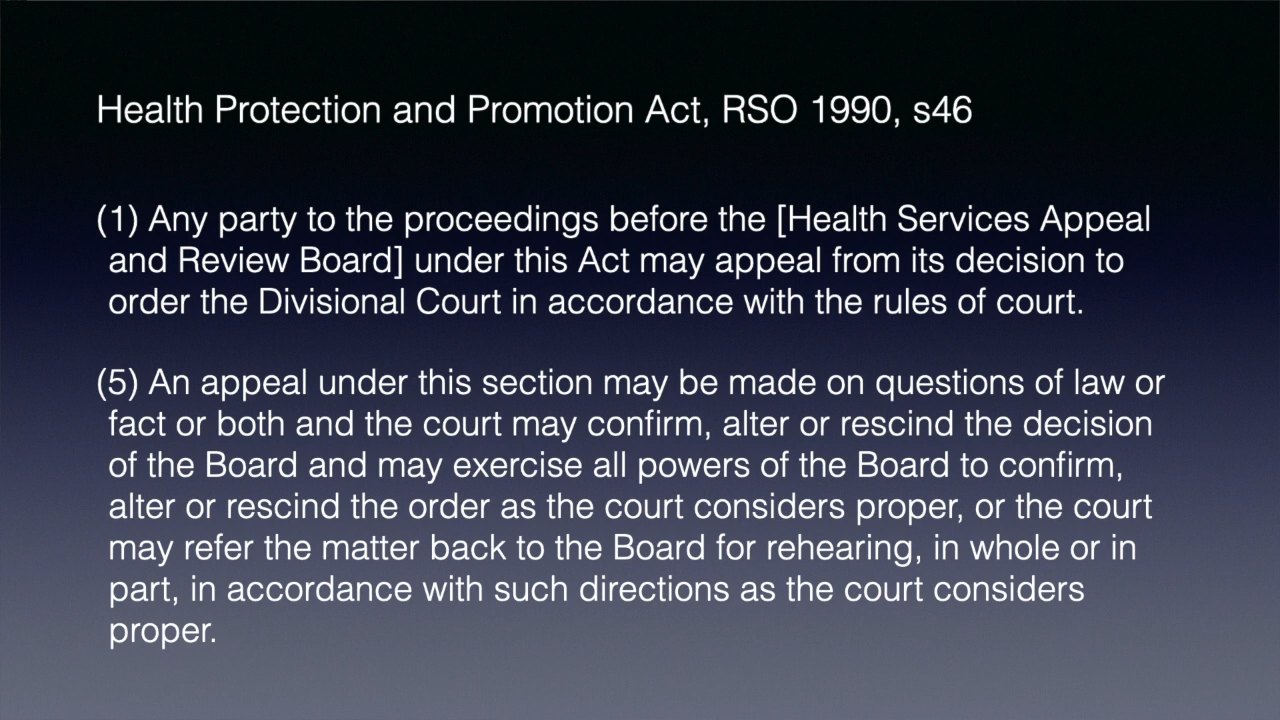 Health Protection and Promotion Act, RSO 1990, s46
(1) Any party to the proceedings before the [Health Services Appeal
and Review Board] under this Act may appeal from its decision to
order the Divisional Court in accordance with the rules of court.
(5) An appeal under this section may be made on questions of law or
fact or both and the court may confirm, alter or rescind the decision
of the Board and may exercise all powers of the Board to confirm,
alter or rescind the order as the court considers proper, or the court
may refer the matter back to the Board for rehearing, in whole or in
part, in accordance with such directions as the court considers
proper.